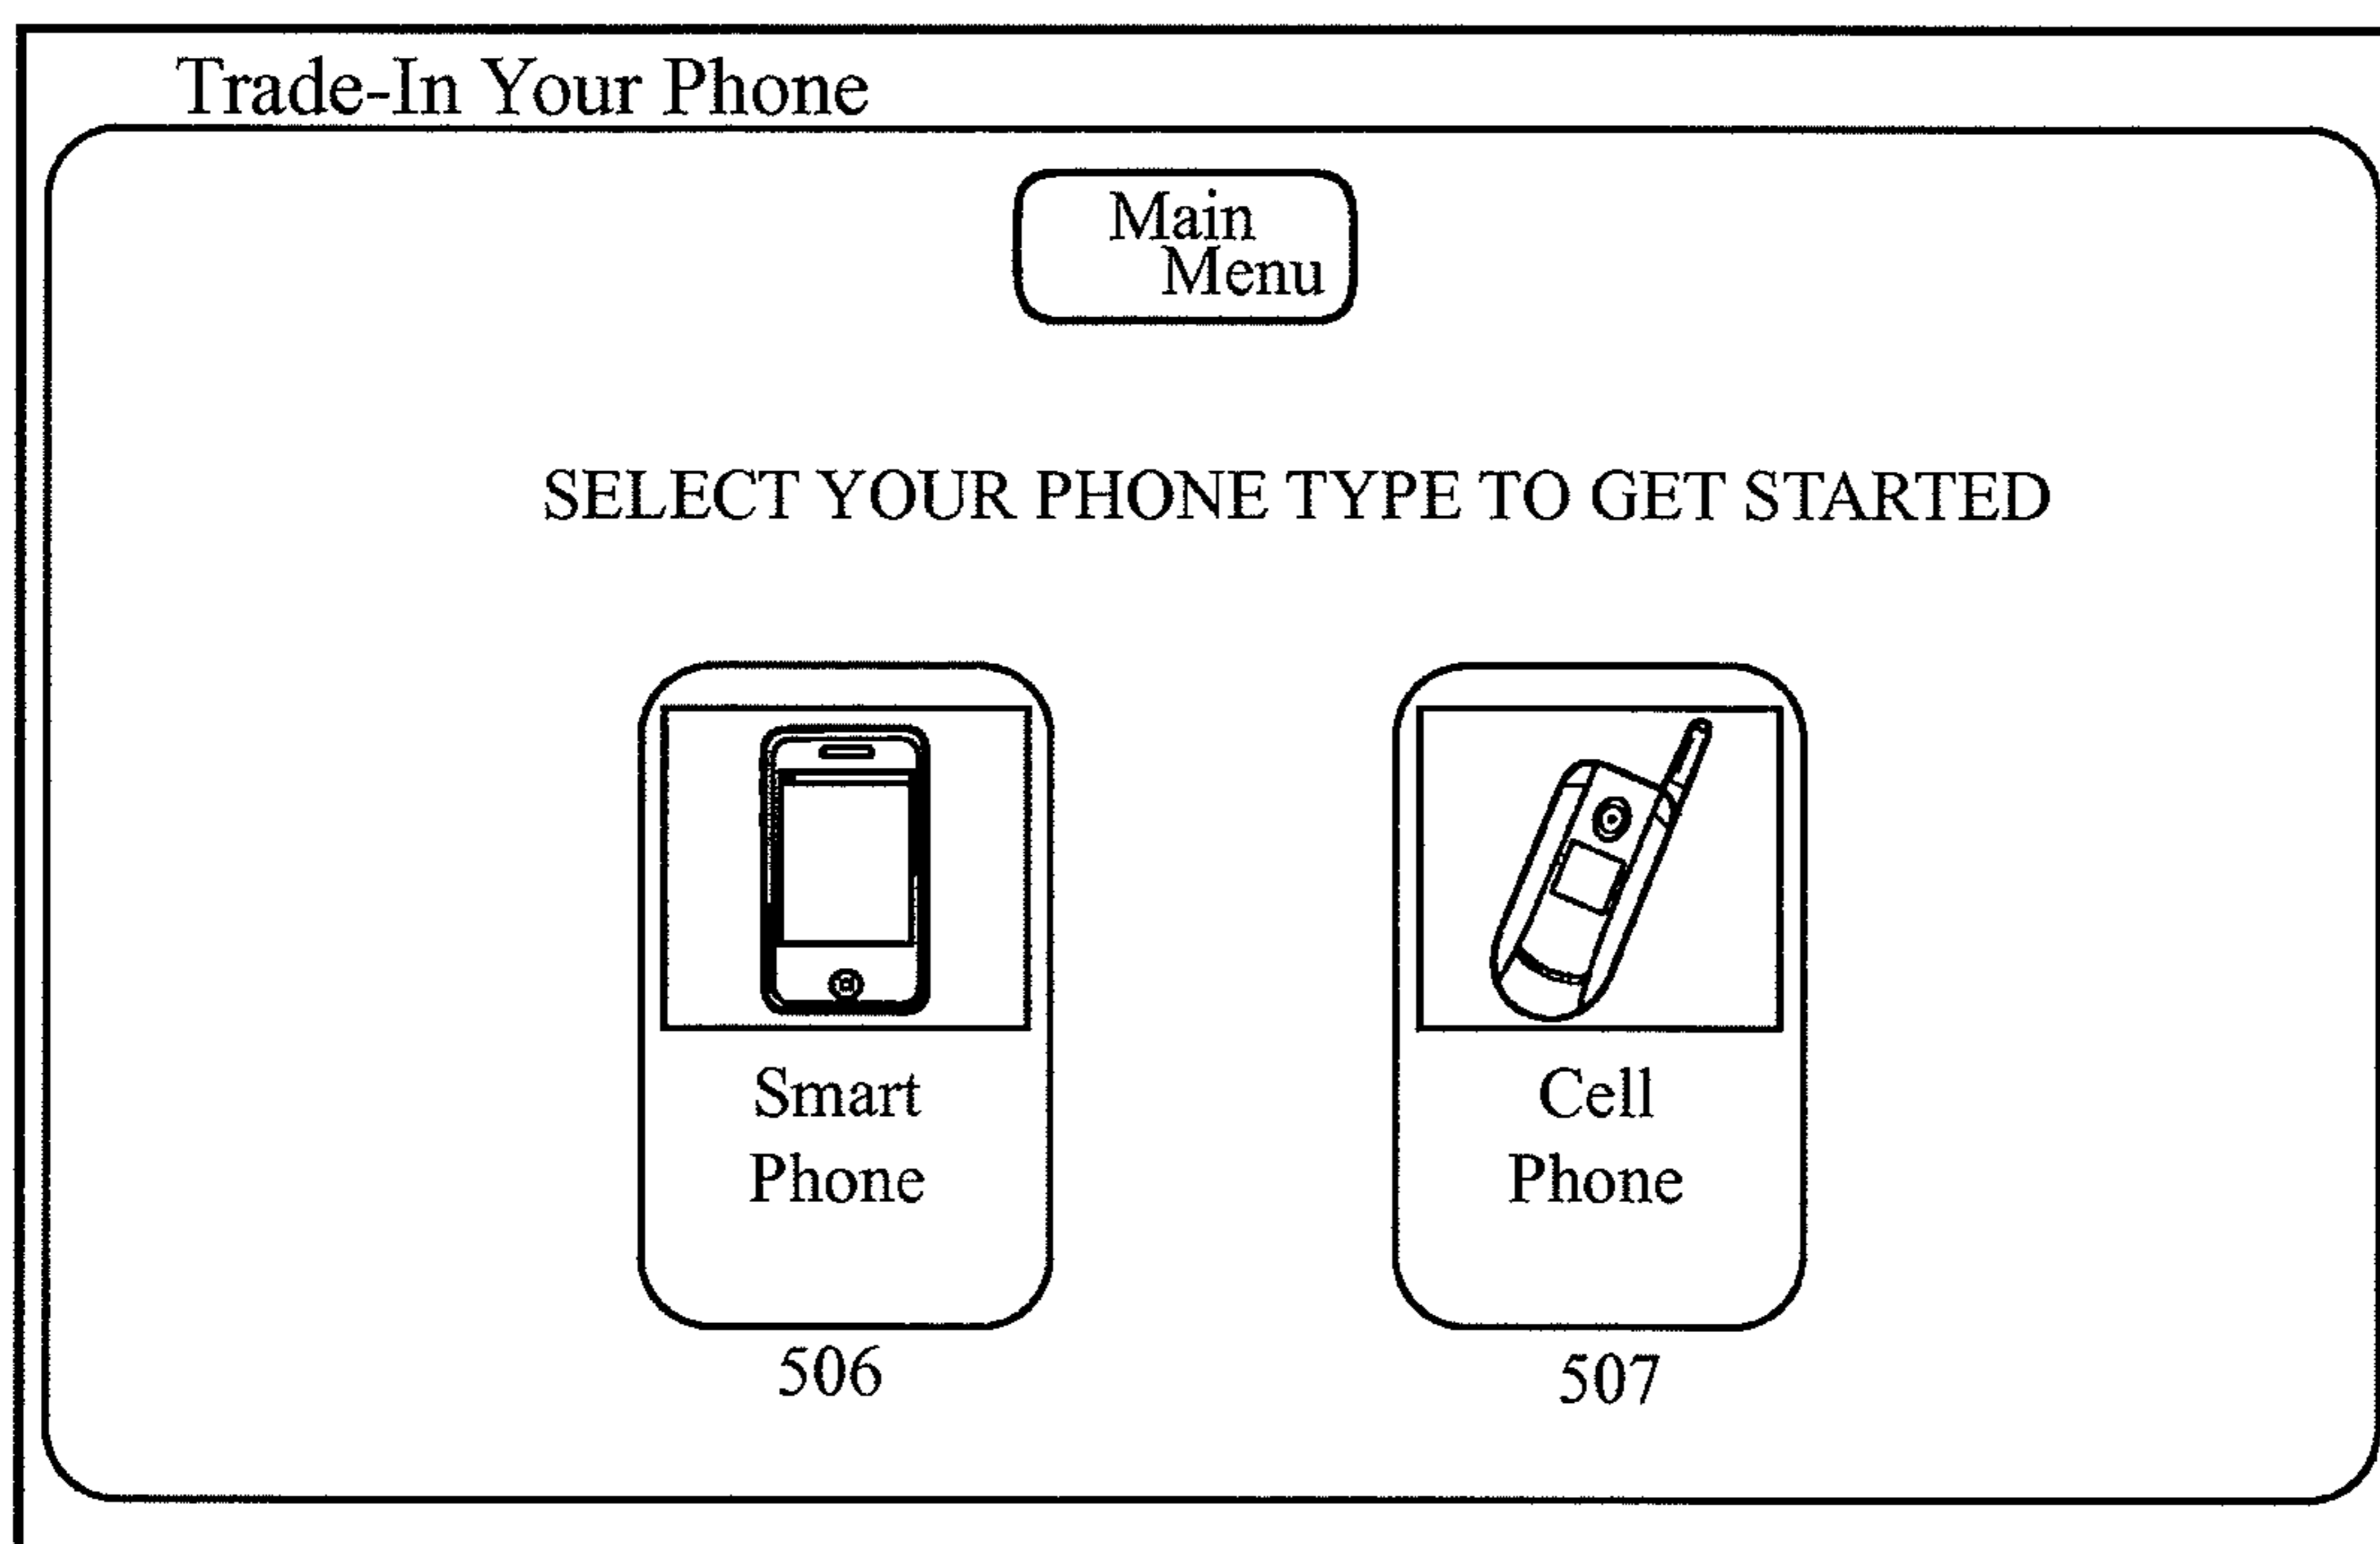 Trade-In Your Phone
Main
Menu
SELECT YOUR PHONE TYPE TO GET STARTED
Smart
Phone
Cell
Phone
506
507